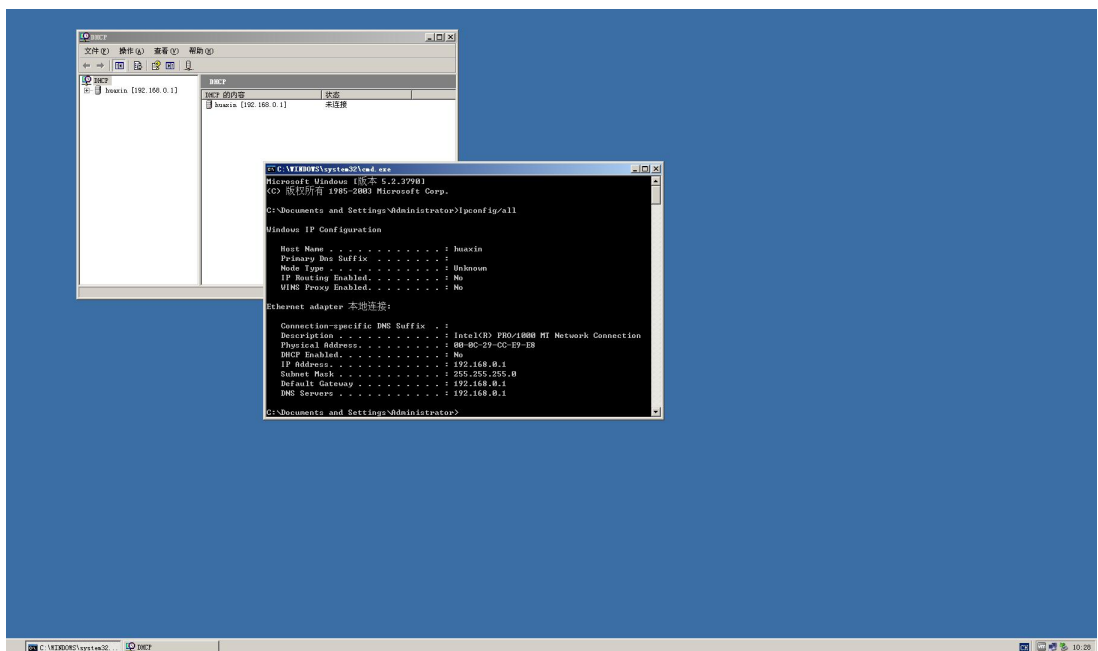 DHCP
文件(F) 操作(A) 查看(V) 帮助(H)
DHCP
huaxin [192.168.0.1]
DHCP
DHCP 的内容 状态
huaxin [192.168.0.1] 未连接
C:\WINDOWS\system32\cmd.exe
Microsoft Windows [版本 5.2.3790]
(C) 版权所有 1985-2003 Microsoft Corp.
C:\Documents and Settings\Administrator>Ipconfig/all
Windows IP Configuration
Host Name . . . . . . . . . . . . : huaxin
Primary Dns Suffix . . . . . . . :
Node Type . . . . . . . . . . . . : Unknown
IP Routing Enabled. . . . . . . . : No
WINS Proxy Enabled. . . . . . . . : No
Ethernet adapter 本地连接:
Connection-specific DNS Suffix . :
Description . . . . . . . . . . . : Intel(R) PRO/1000 MT Network Connection
Physical Address. . . . . . . . . : 00-0C-29-CC-E9-E8
DHCP Enabled. . . . . . . . . . . : No
IP Address. . . . . . . . . . . . : 192.168.0.1
Subnet Mask . . . . . . . . . . . : 255.255.255.0
Default Gateway . . . . . . . . . : 192.168.0.1
DNS Servers . . . . . . . . . . . : 192.168.0.1
C:\Documents and Settings\Administrator>
C:\WINDOWS\system32... DHCP 10:28